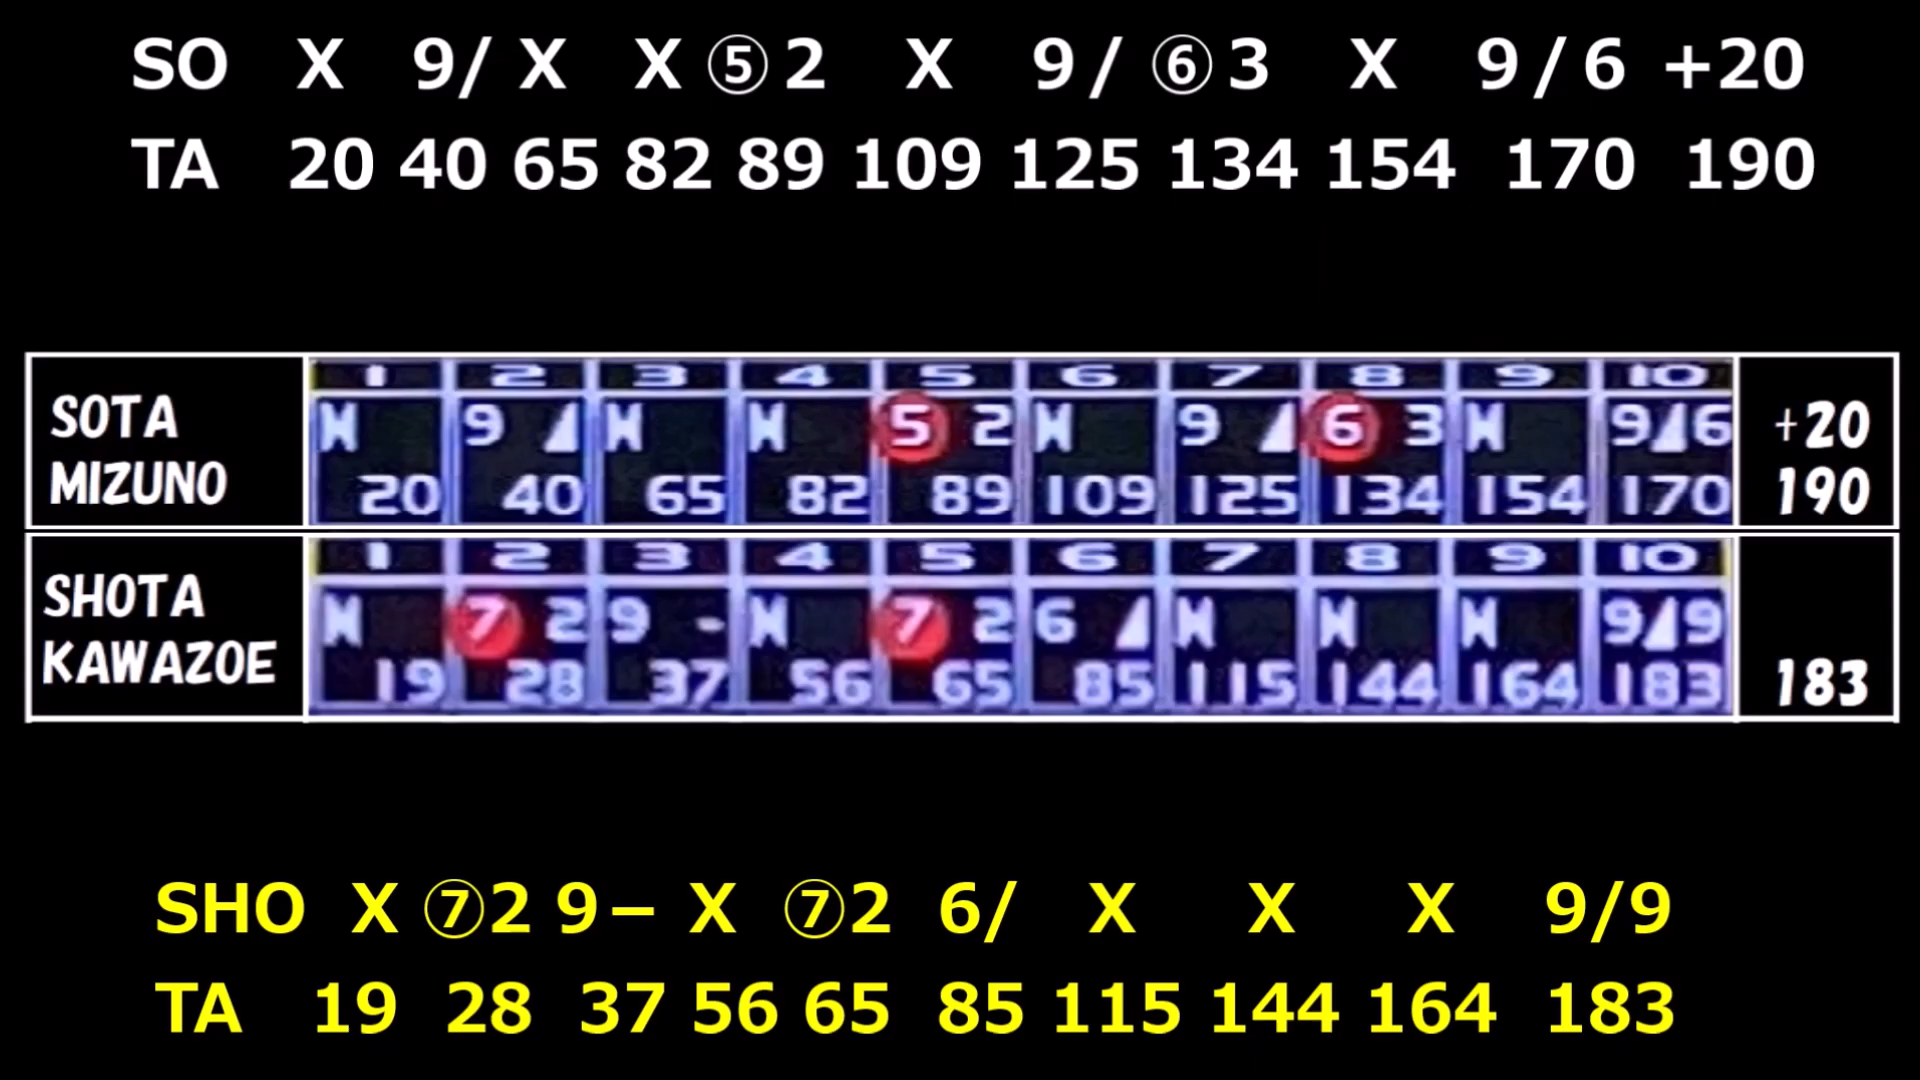 SO X 9/ X X ⑤2 X 9/ ⑥3 X 9/6 +20
TA 20 40 65 82 89 109 125 134 154 170 190
1 2 3 4 5 6 7 8 9 10
SOTA MIZUNO
9 5 2 9 6 3 9 6 +20
20 40 65 82 89 109 125 134 154 170 190
1 2 3 4 5 6 7 8 9 10
SHOTA KAWAZOE
7 2 9 - 7 2 6 9 9
19 28 37 56 65 85 115 144 164 183 183
SHO X ⑦2 9− X ⑦2 6/ X X X 9/9
TA 19 28 37 56 65 85 115 144 164 183